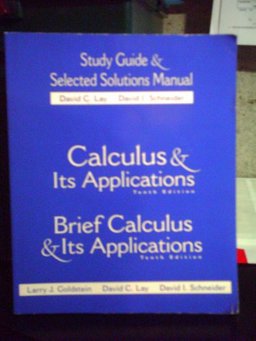 Study Guide &
Selected Solutions Manual
David C. Lay David I. Schneider
Calculus &
Its Applications
Tenth Edition
Brief Calculus
& Its Applications
Tenth Edition
Larry J. Goldstein David C. Lay David I. Schneider